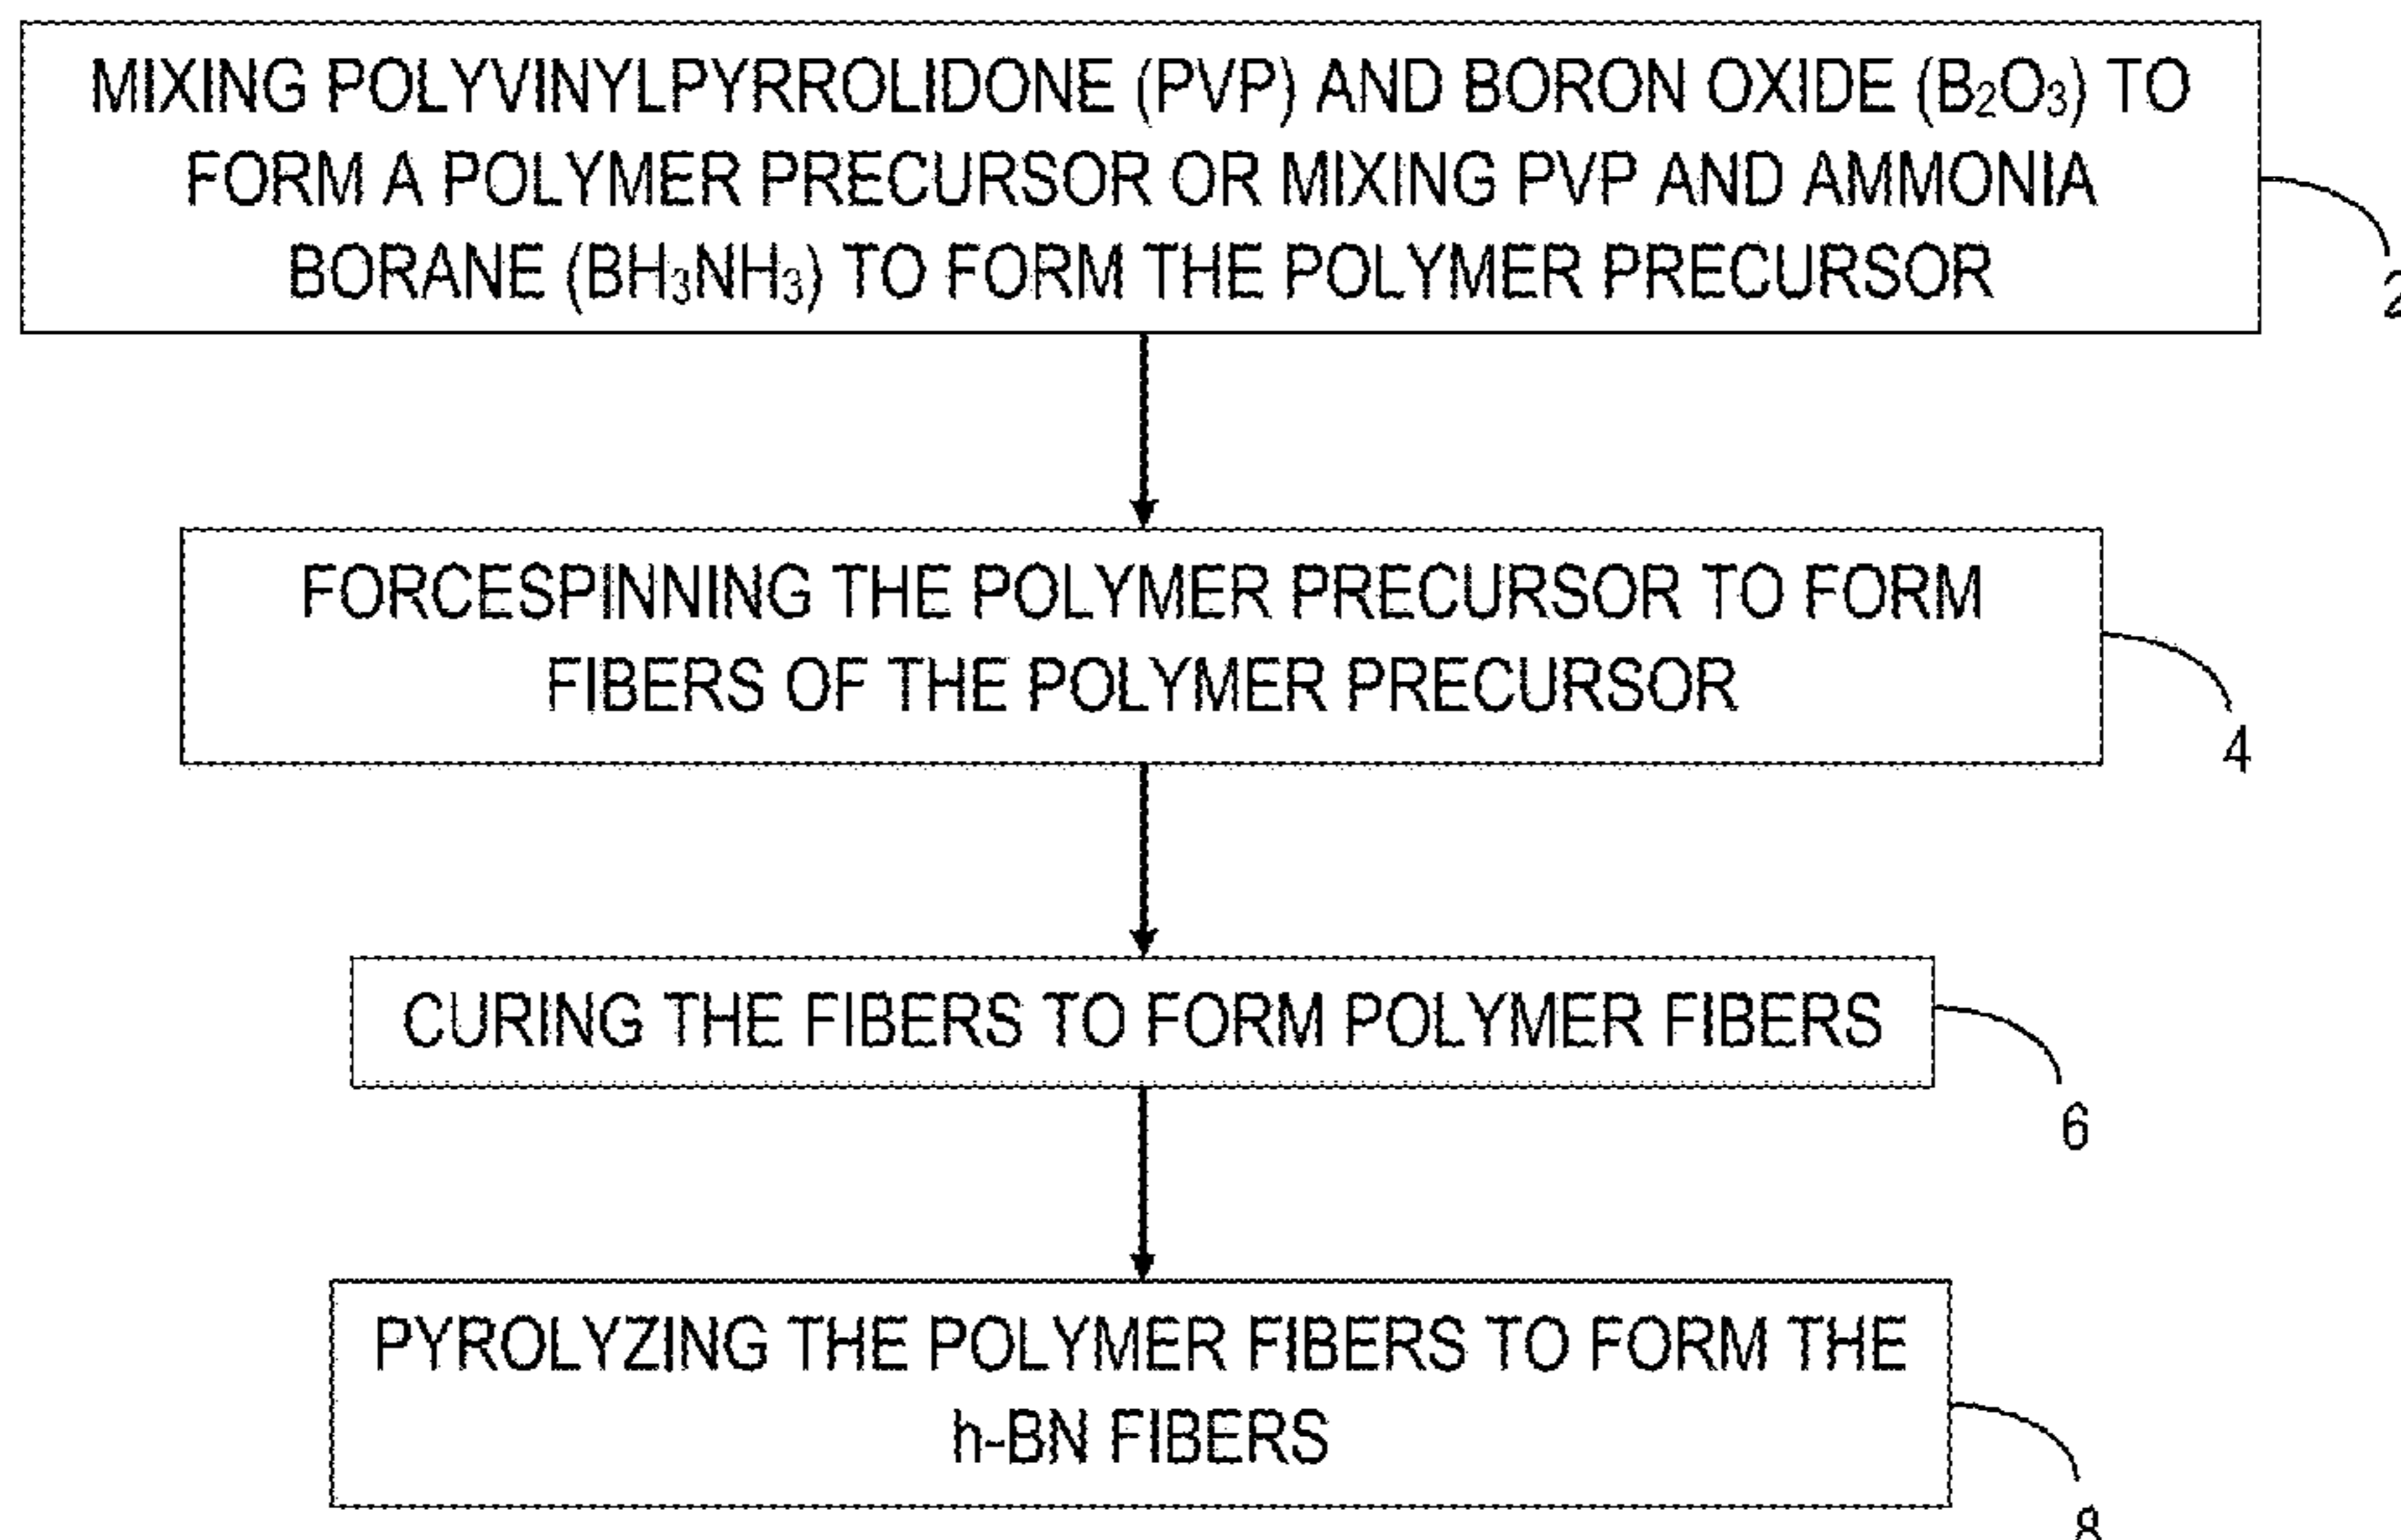 MIXING POLYVINYLPYRROLIDONE (PVP) AND BORON OXIDE (B₂O₃) TO
FORM A POLYMER PRECURSOR OR MIXING PVP AND AMMONIA
BORANE (BH₃NH₃) TO FORM THE POLYMER PRECURSOR
2
FORCESPINNING THE POLYMER PRECURSOR TO FORM
FIBERS OF THE POLYMER PRECURSOR
4
CURING THE FIBERS TO FORM POLYMER FIBERS
6
PYROLYZING THE POLYMER FIBERS TO FORM THE
h-BN FIBERS
8